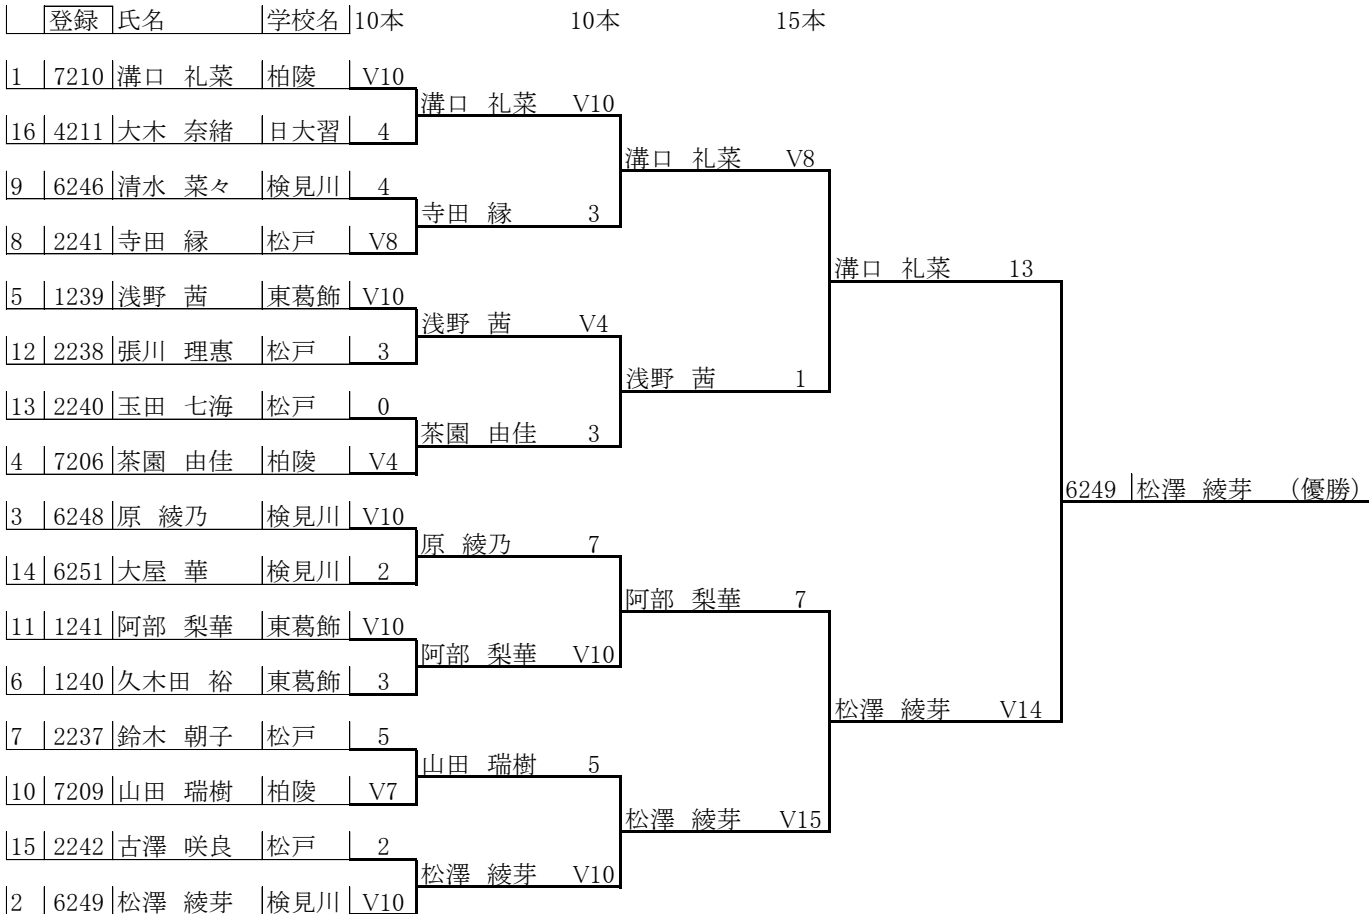 登録 氏名 学校名 10本 10本 15本
1 7210 溝口 礼菜 柏陵 V10
溝口 礼菜 V10
16 4211 大木 奈緒 日大習 4
溝口 礼菜 V8
9 6246 清水 菜々 検見川 4
寺田 縁 3
8 2241 寺田 縁 松戸 V8
溝口 礼菜 13
5 1239 浅野 茜 東葛飾 V10
浅野 茜 V4
12 2238 張川 理恵 松戸 3
浅野 茜 1
13 2240 玉田 七海 松戸 0
茶園 由佳 3
4 7206 茶園 由佳 柏陵 V4
6249 松澤 綾芽 (優勝)
3 6248 原 綾乃 検見川 V10
原 綾乃 7
14 6251 大屋 華 検見川 2
阿部 梨華 7
11 1241 阿部 梨華 東葛飾 V10
阿部 梨華 V10
6 1240 久木田 裕 東葛飾 3
松澤 綾芽 V14
7 2237 鈴木 朝子 松戸 5
山田 瑞樹 5
10 7209 山田 瑞樹 柏陵 V7
松澤 綾芽 V15
15 2242 古澤 咲良 松戸 2
松澤 綾芽 V10
2 6249 松澤 綾芽 検見川 V10